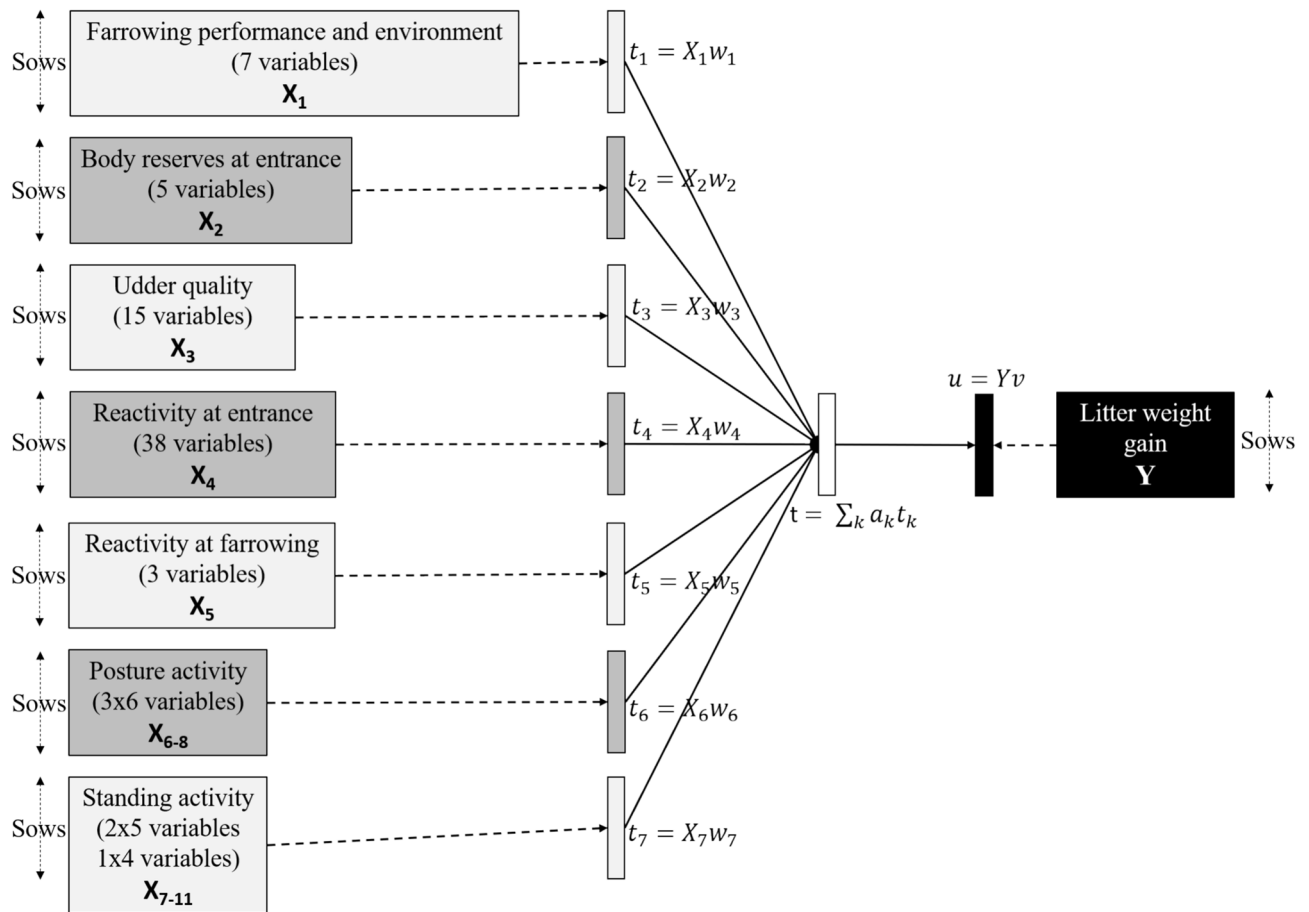 Farrowing performance and environment
(7 variables)
X₁
Sows
t₁ = X₁w₁
Body reserves at entrance
(5 variables)
X₂
Sows
t₂ = X₂w₂
Udder quality
(15 variables)
X₃
Sows
t₃ = X₃w₃
Reactivity at entrance
(38 variables)
X₄
Sows
t₄ = X₄w₄
Reactivity at farrowing
(3 variables)
X₅
Sows
t₅ = X₅w₅
Posture activity
(3x6 variables)
X₆₋₈
Sows
t₆ = X₆w₆
Standing activity
(2x5 variables
1x4 variables)
X₇₋₁₁
Sows
t₇ = X₇w₇
t = ∑ₖ aₖtₖ
u = Yv
Litter weight
gain
Y
Sows